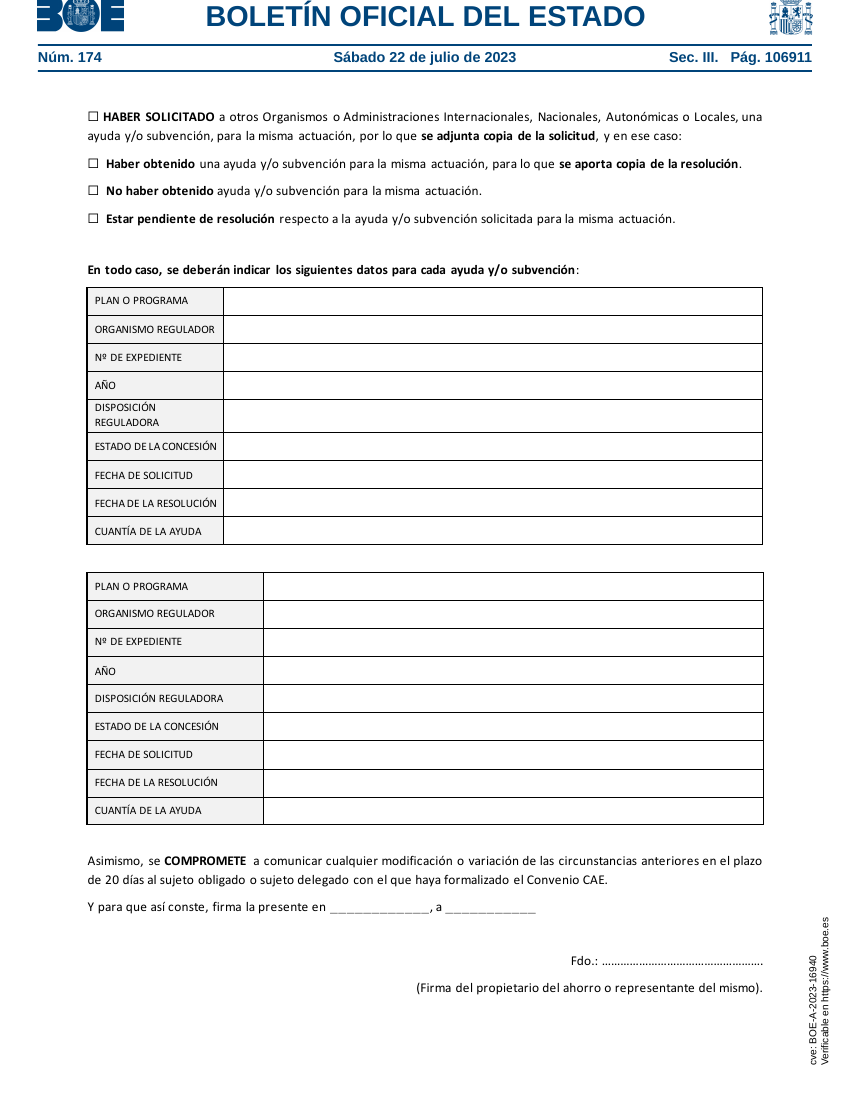 BOE
BOLETÍN OFICIAL DEL ESTADO
Núm. 174
Sábado 22 de julio de 2023
Sec. III. Pág. 106911
☐ HABER SOLICITADO a otros Organismos o Administraciones Internacionales, Nacionales, Autonómicas o Locales, una
ayuda y/o subvención, para la misma actuación, por lo que se adjunta copia de la solicitud, y en ese caso:
☐ Haber obtenido una ayuda y/o subvención para la misma actuación, para lo que se aporta copia de la resolución.
☐ No haber obtenido ayuda y/o subvención para la misma actuación.
☐ Estar pendiente de resolución respecto a la ayuda y/o subvención solicitada para la misma actuación.
En todo caso, se deberán indicar los siguientes datos para cada ayuda y/o subvención:
PLAN O PROGRAMA
ORGANISMO REGULADOR
Nº DE EXPEDIENTE
AÑO
DISPOSICIÓN
REGULADORA
ESTADO DE LA CONCESIÓN
FECHA DE SOLICITUD
FECHA DE LA RESOLUCIÓN
CUANTÍA DE LA AYUDA
PLAN O PROGRAMA
ORGANISMO REGULADOR
Nº DE EXPEDIENTE
AÑO
DISPOSICIÓN REGULADORA
ESTADO DE LA CONCESIÓN
FECHA DE SOLICITUD
FECHA DE LA RESOLUCIÓN
CUANTÍA DE LA AYUDA
Asimismo, se COMPROMETE a comunicar cualquier modificación o variación de las circunstancias anteriores en el plazo
de 20 días al sujeto obligado o sujeto delegado con el que haya formalizado el Convenio CAE.
Y para que así conste, firma la presente en _____________, a ____________
Fdo.: …………………………………………….
(Firma del propietario del ahorro o representante del mismo).
cve: BOE-A-2023-16940
Verificable en https://www.boe.es